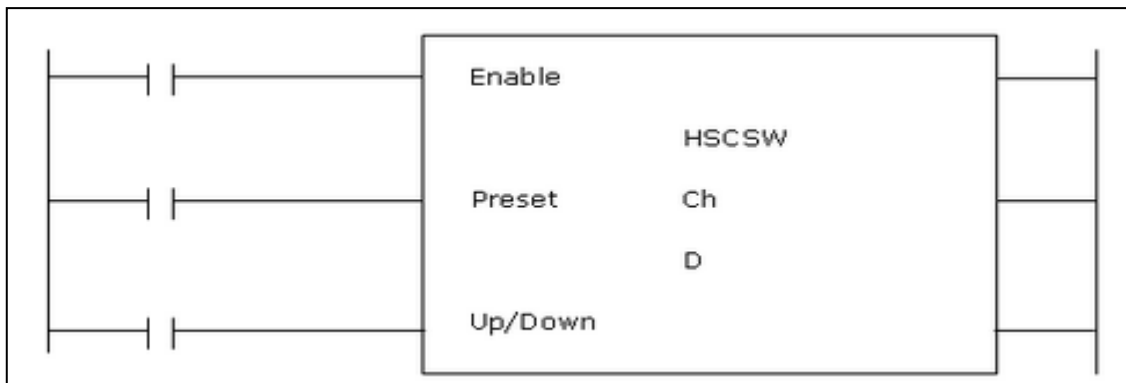 Enable
HSCSW
Preset Ch
D
Up/Down